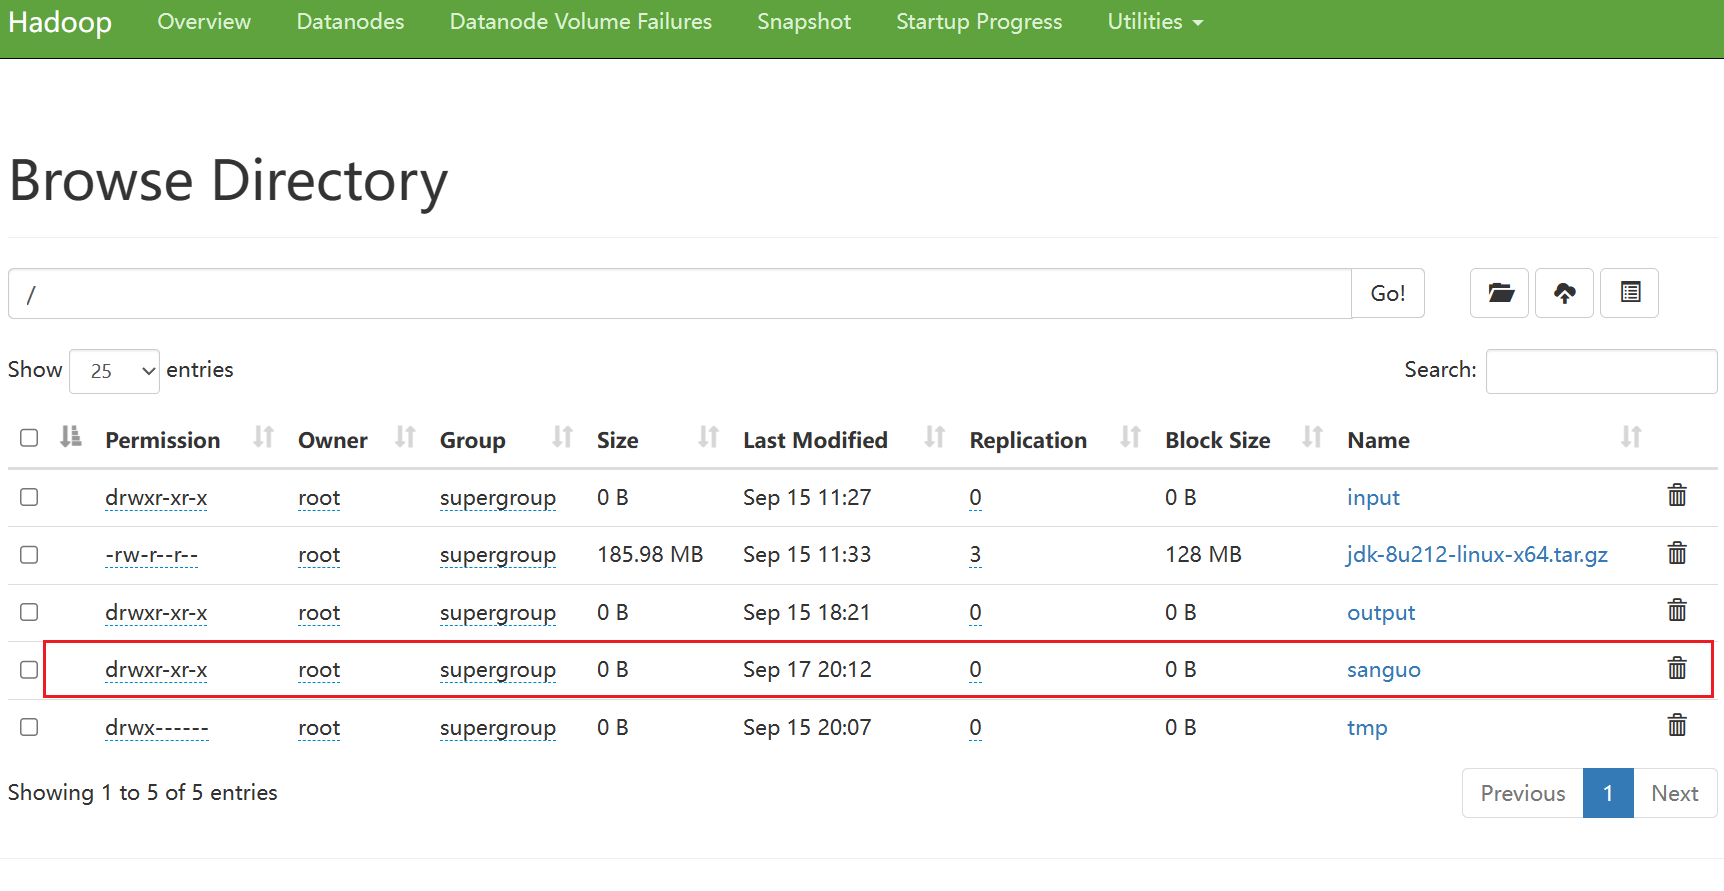 Hadoop Overview Datanodes Datanode Volume Failures Snapshot Startup Progress Utilities
Browse Directory
/ Go!
Show 25 entries Search:
Permission Owner Group Size Last Modified Replication Block Size Name
drwxr-xr-x root supergroup 0 B Sep 15 11:27 0 0 B input
-rw-r--r-- root supergroup 185.98 MB Sep 15 11:33 3 128 MB jdk-8u212-linux-x64.tar.gz
drwxr-xr-x root supergroup 0 B Sep 15 18:21 0 0 B output
drwxr-xr-x root supergroup 0 B Sep 17 20:12 0 0 B sanguo
drwx------ root supergroup 0 B Sep 15 20:07 0 0 B tmp
Showing 1 to 5 of 5 entries Previous 1 Next